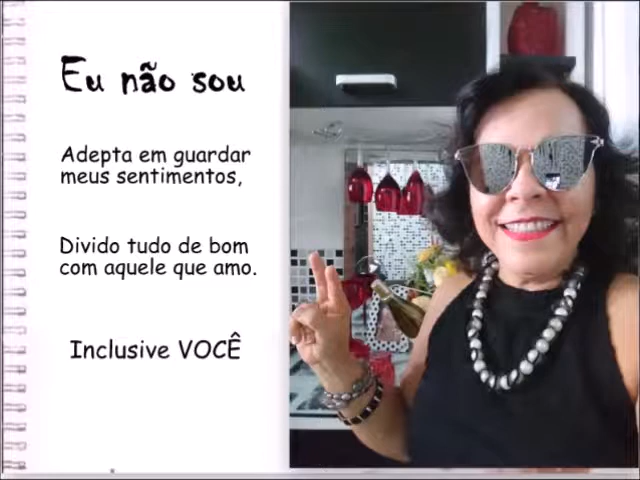 Eu não sou
Adepta em guardar
meus sentimentos,
Divido tudo de bom
com aquele que amo.
Inclusive VOCÊ